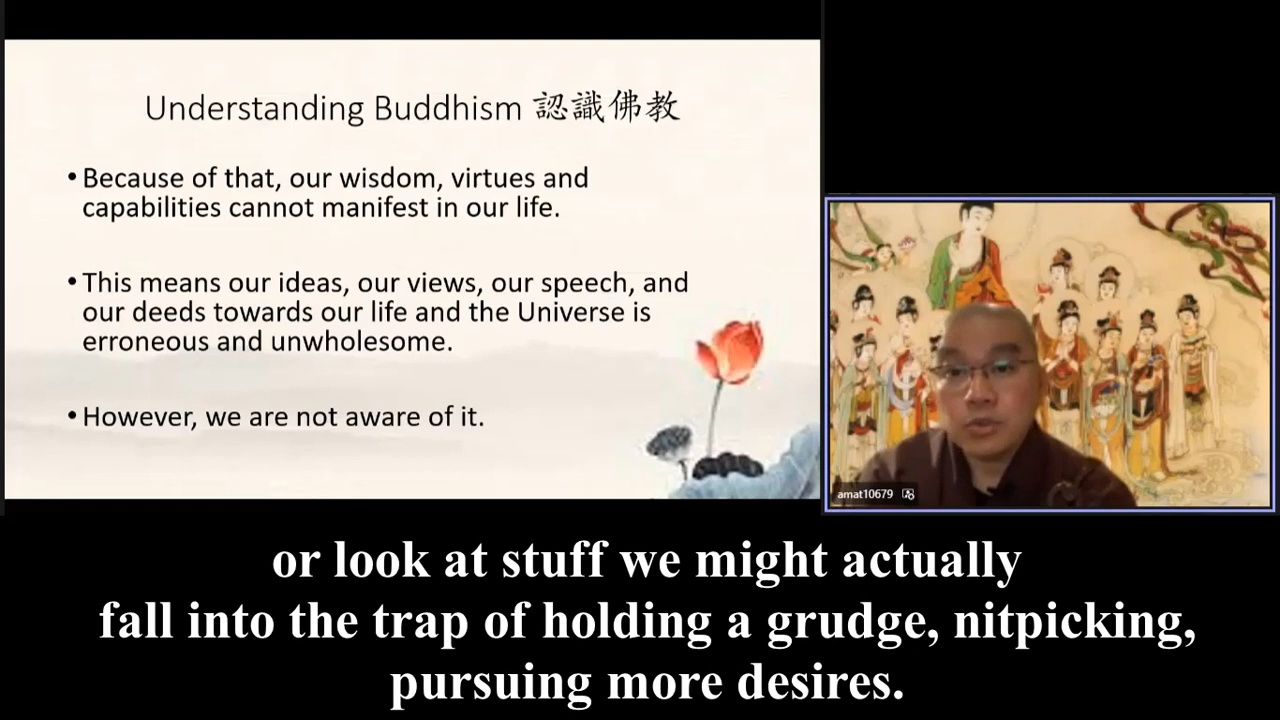 Understanding Buddhism 認識佛教
•Because of that, our wisdom, virtues and
capabilities cannot manifest in our life.
•This means our ideas, our views, our speech, and
our deeds towards our life and the Universe is
erroneous and unwholesome.
•However, we are not aware of it.
amat10679
or look at stuff we might actually
fall into the trap of holding a grudge, nitpicking,
pursuing more desires.